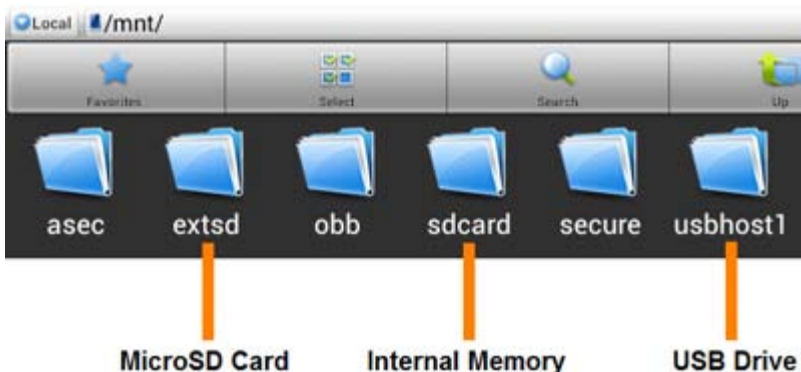 Local /mnt/
Favorites Select Search Up
asec extsd obb sdcard secure usbhost1
MicroSD Card Internal Memory USB Drive